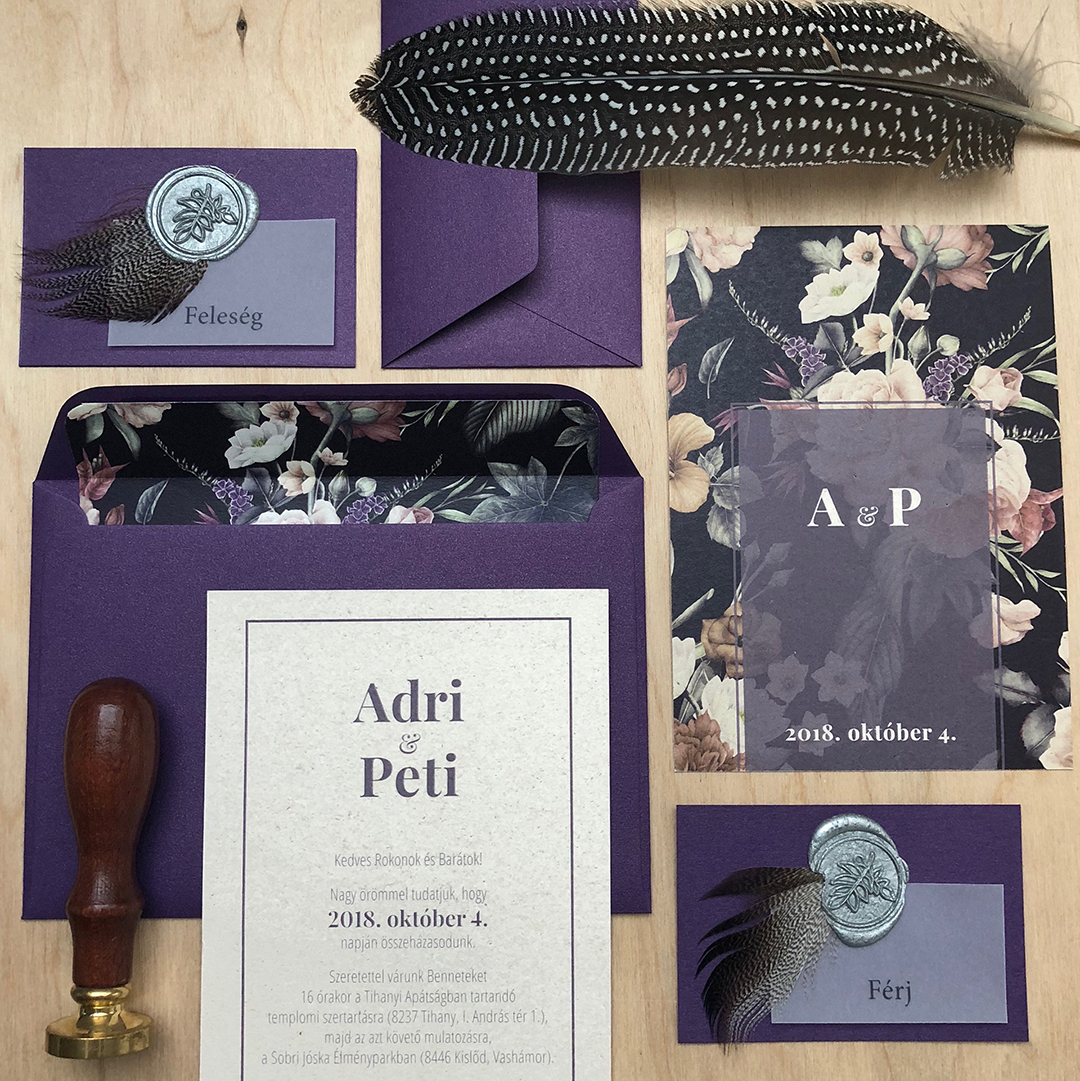 Feleség
A & P
2018. október 4.
Adri
&
Peti
Kedves Rokonok és Barátok!
Nagy örömmel tudatjuk, hogy
2018. október 4.
napján összeházasodunk.
Szeretettel várunk Benneteket
16 órakor a Tihanyi Apátságban tartandó
templomi szertartásra (8237 Tihany, I. András tér 1.),
majd az azt követő mulatozásra,
a Sobri Jóska Élményparkban (8446 Kislőd, Vashámor).
Férj